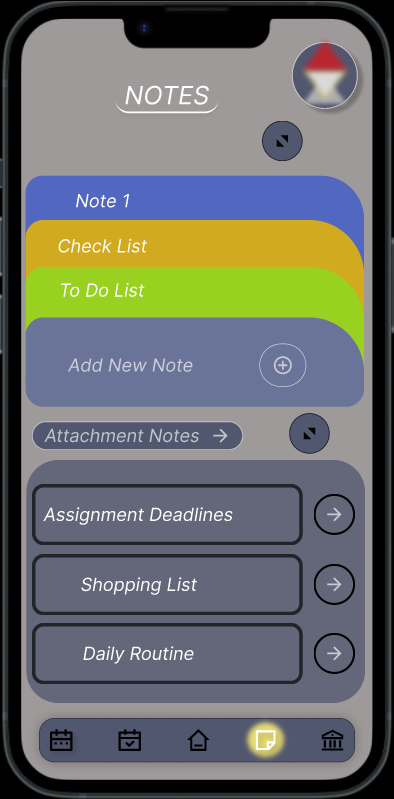 NOTES
Note 1
Check List
To Do List
Add New Note
Attachment Notes
Assignment Deadlines
Shopping List
Daily Routine